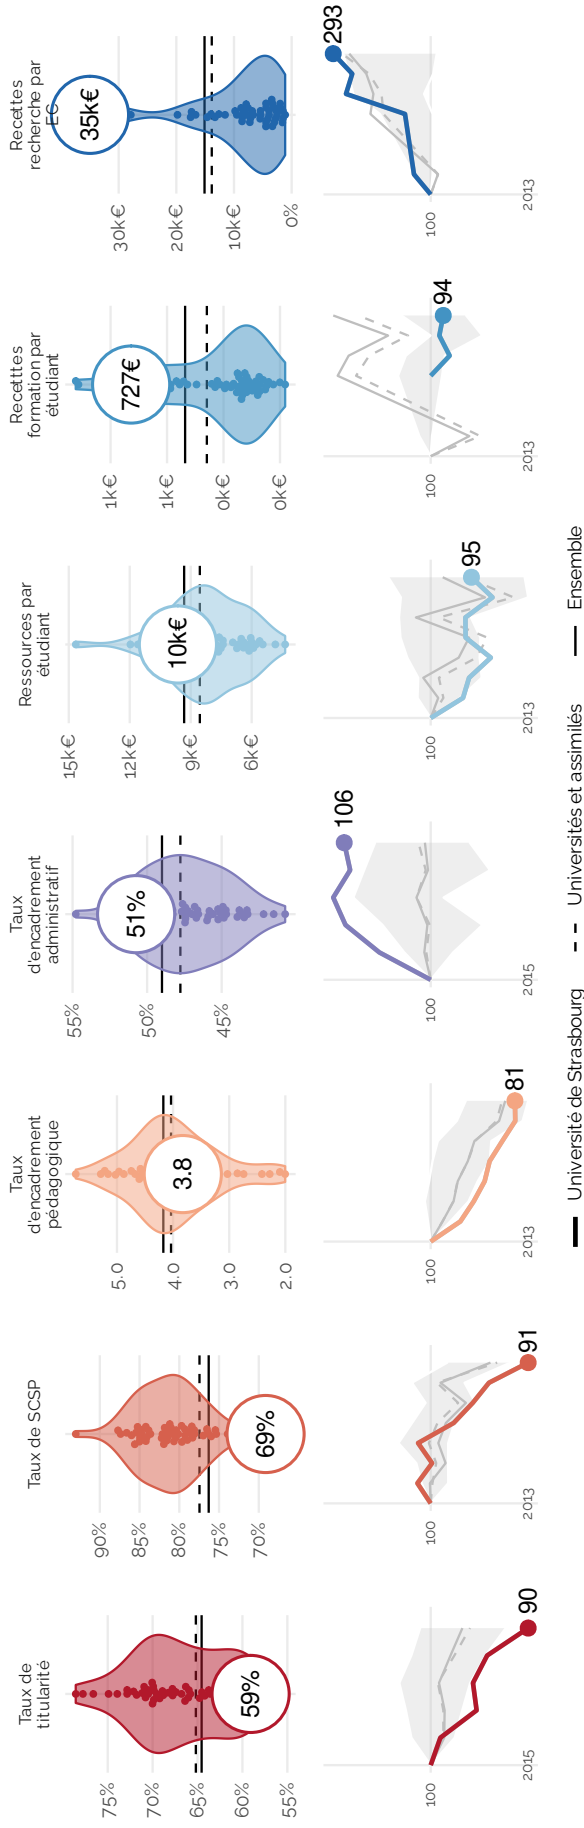 Taux de
titularité
75%
70%
65%
60%
55%
59%
100
90
2015
Taux de SCSP
90%
85%
80%
75%
70%
69%
100
91
2013
Taux
d'encadrement
pédagogique
5.0
4.0
3.0
2.0
3.8
100
81
2013
Taux
d'encadrement
administratif
55%
50%
45%
51%
100
106
2015
Ressources par
étudiant
15k€
12k€
9k€
6k€
10k€
100
95
2013
Recettes
formation par
étudiant
1k€
1k€
0k€
0k€
727€
100
94
2013
Recettes
recherche par
EC
30k€
20k€
10k€
0%
35k€
100
293
2013
Université de Strasbourg
Universités et assimilés
Ensemble